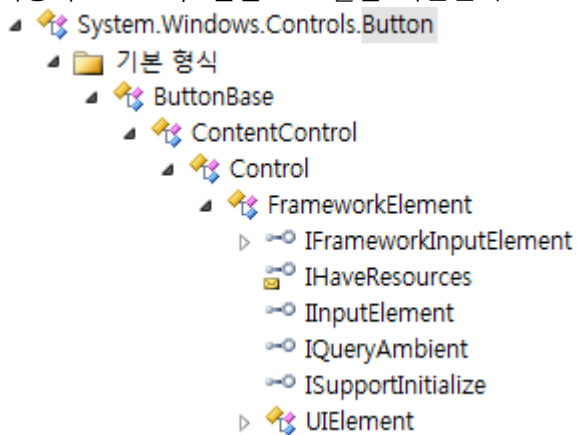 System.Windows.Controls.Button
기본 형식
ButtonBase
ContentControl
Control
FrameworkElement
IFrameworkInputElement
IHaveResources
IInputElement
IQueryAmbient
ISupportInitialize
UIElement